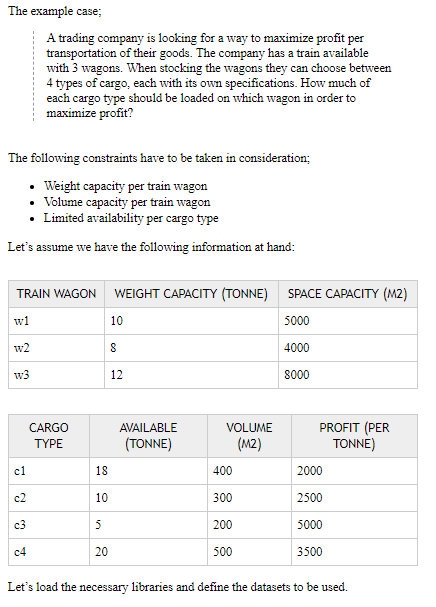 The example case;
A trading company is looking for a way to maximize profit per
transportation of their goods. The company has a train available
with 3 wagons. When stocking the wagons they can choose between
4 types of cargo, each with its own specifications. How much of
each cargo type should be loaded on which wagon in order to
maximize profit?
The following constraints have to be taken in consideration;
• Weight capacity per train wagon
• Volume capacity per train wagon
• Limited availability per cargo type
Let's assume we have the following information at hand:
TRAIN WAGON WEIGHT CAPACITY (TONNE) SPACE CAPACITY (M2)
w1 10 5000
w2 8 4000
w3 12 8000
CARGO AVAILABLE VOLUME PROFIT (PER
TYPE (TONNE) (M2) TONNE)
c1 18 400 2000
c2 10 300 2500
c3 5 200 5000
c4 20 500 3500
Let's load the necessary libraries and define the datasets to be used.